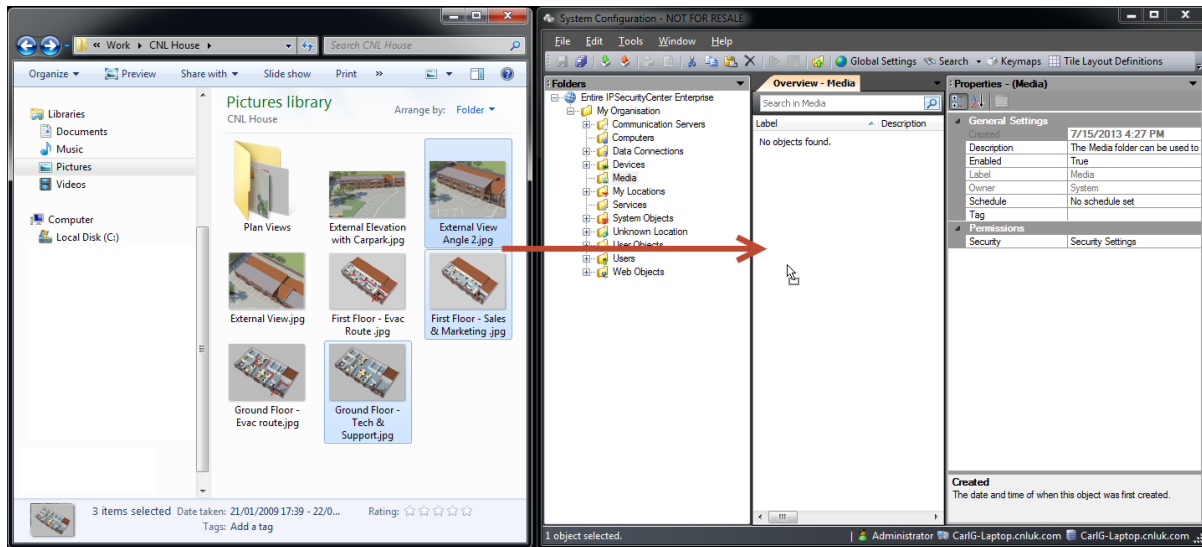 « Work ▸ CNL House ▸
Search CNL House
Organize ▼ Preview Share with ▼ Slide show Print »
Libraries
Documents
Music
Pictures
Videos
Computer
Local Disk (C:)
Pictures library
CNL House
Arrange by: Folder ▼
Plan Views
External Elevation
with Carpark.jpg
External View
Angle 2.jpg
External View.jpg
First Floor - Evac
Route .jpg
First Floor - Sales
& Marketing .jpg
Ground Floor -
Evac route.jpg
Ground Floor -
Tech &
Support.jpg
3 items selected Date taken: 21/01/2009 17:39 - 22/0... Rating: ☆☆☆☆☆
Tags: Add a tag
System Configuration - NOT FOR RESALE
File Edit Tools Window Help
Global Settings Search Keymaps Tile Layout Definitions
Folders
Entire IPSecurityCenter Enterprise
My Organisation
Communication Servers
Computers
Data Connections
Devices
Media
My Locations
Services
System Objects
Unknown Location
User Objects
Users
Web Objects
Overview - Media
Search in Media
Label Description
No objects found.
Properties - (Media)
General Settings
Created 7/15/2013 4:27 PM
Description The Media folder can be used to
Enabled True
Label Media
Owner System
Schedule No schedule set
Tag
Permissions
Security Security Settings
Created
The date and time of when this object was first created.
1 object selected.
Administrator CarlG-Laptop.cnluk.com CarlG-Laptop.cnluk.com